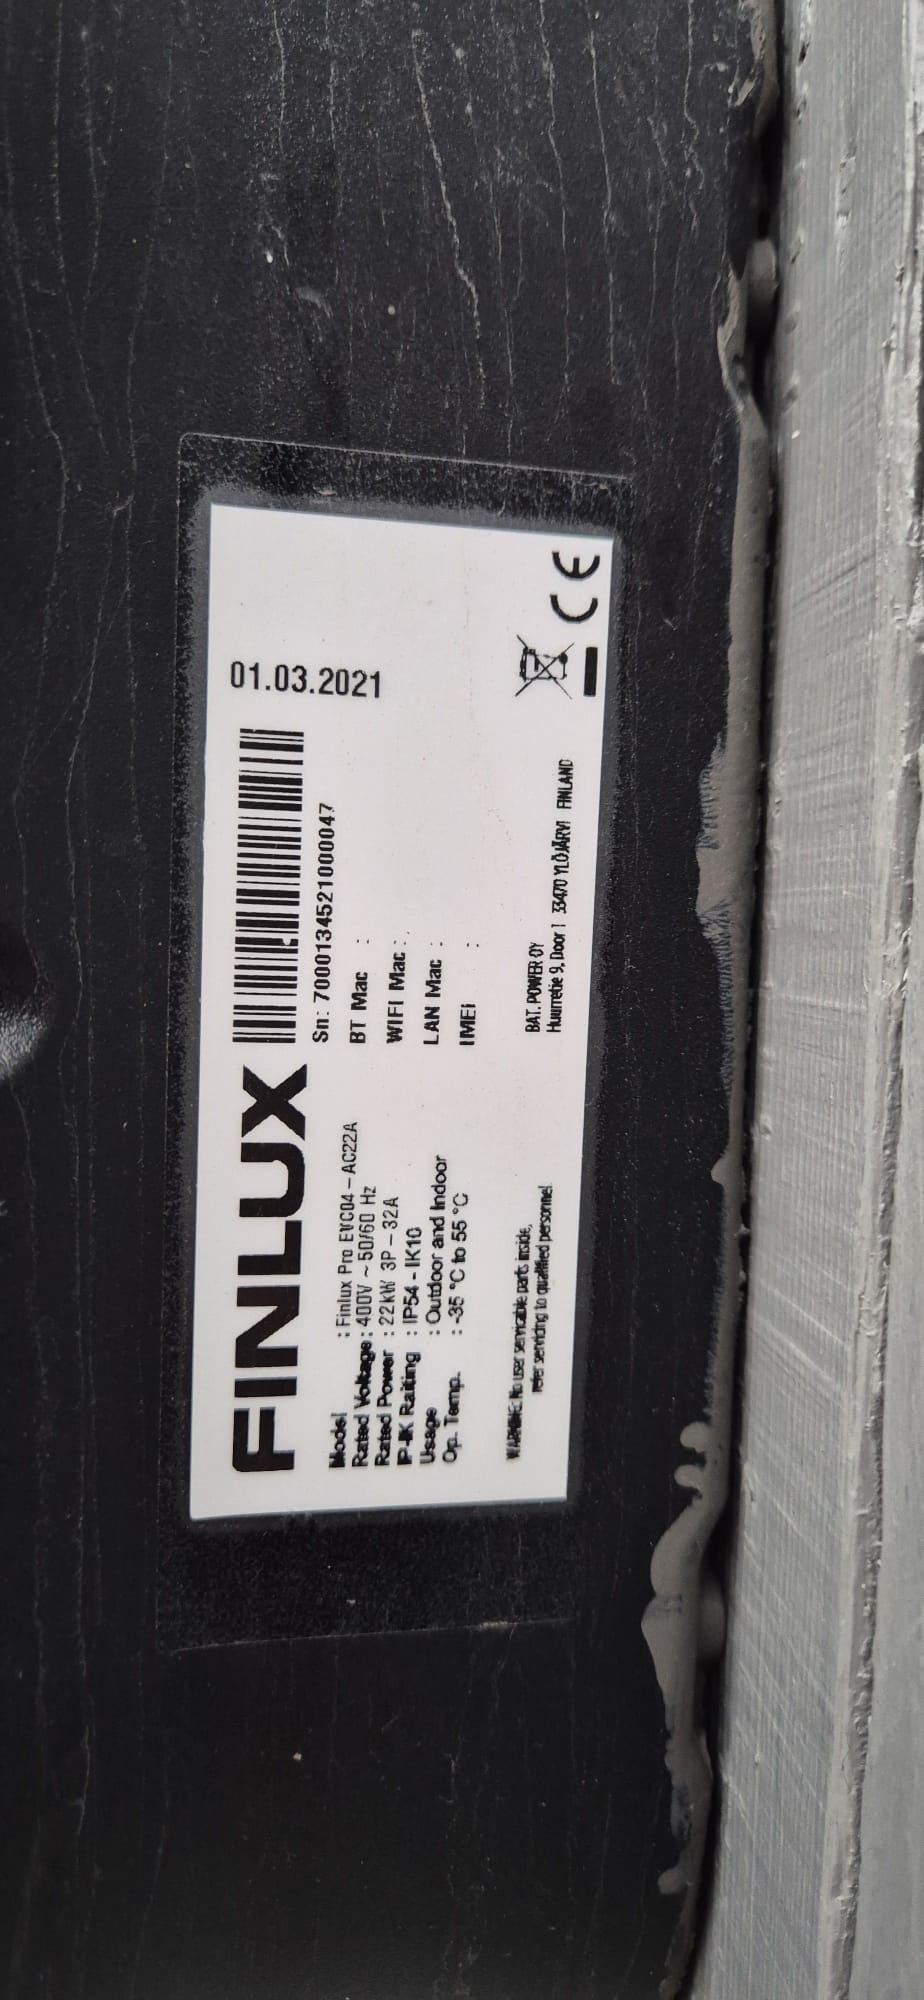 FINLUX
01.03.2021
Sn: 7000134521000047
Model : Finlux Pro EVC04-AC22A
Rated Voltage : 400V ~ 50/60 Hz
Rated Power : 22kW 3P-32A
IP-IK Raiting : IP54 - IK10
Usage : Outdoor and Indoor
Op. Temp. : -35 °C to 55 °C
BT Mac :
WIFI Mac :
LAN Mac :
IMEi :
WARNING: No user servicable parts inside,
refer servicing to qualified personnel.
BAT. POWER OY
Huurretie 9, Door 1 33470 YLÖJÄRVI FINLAND
CE